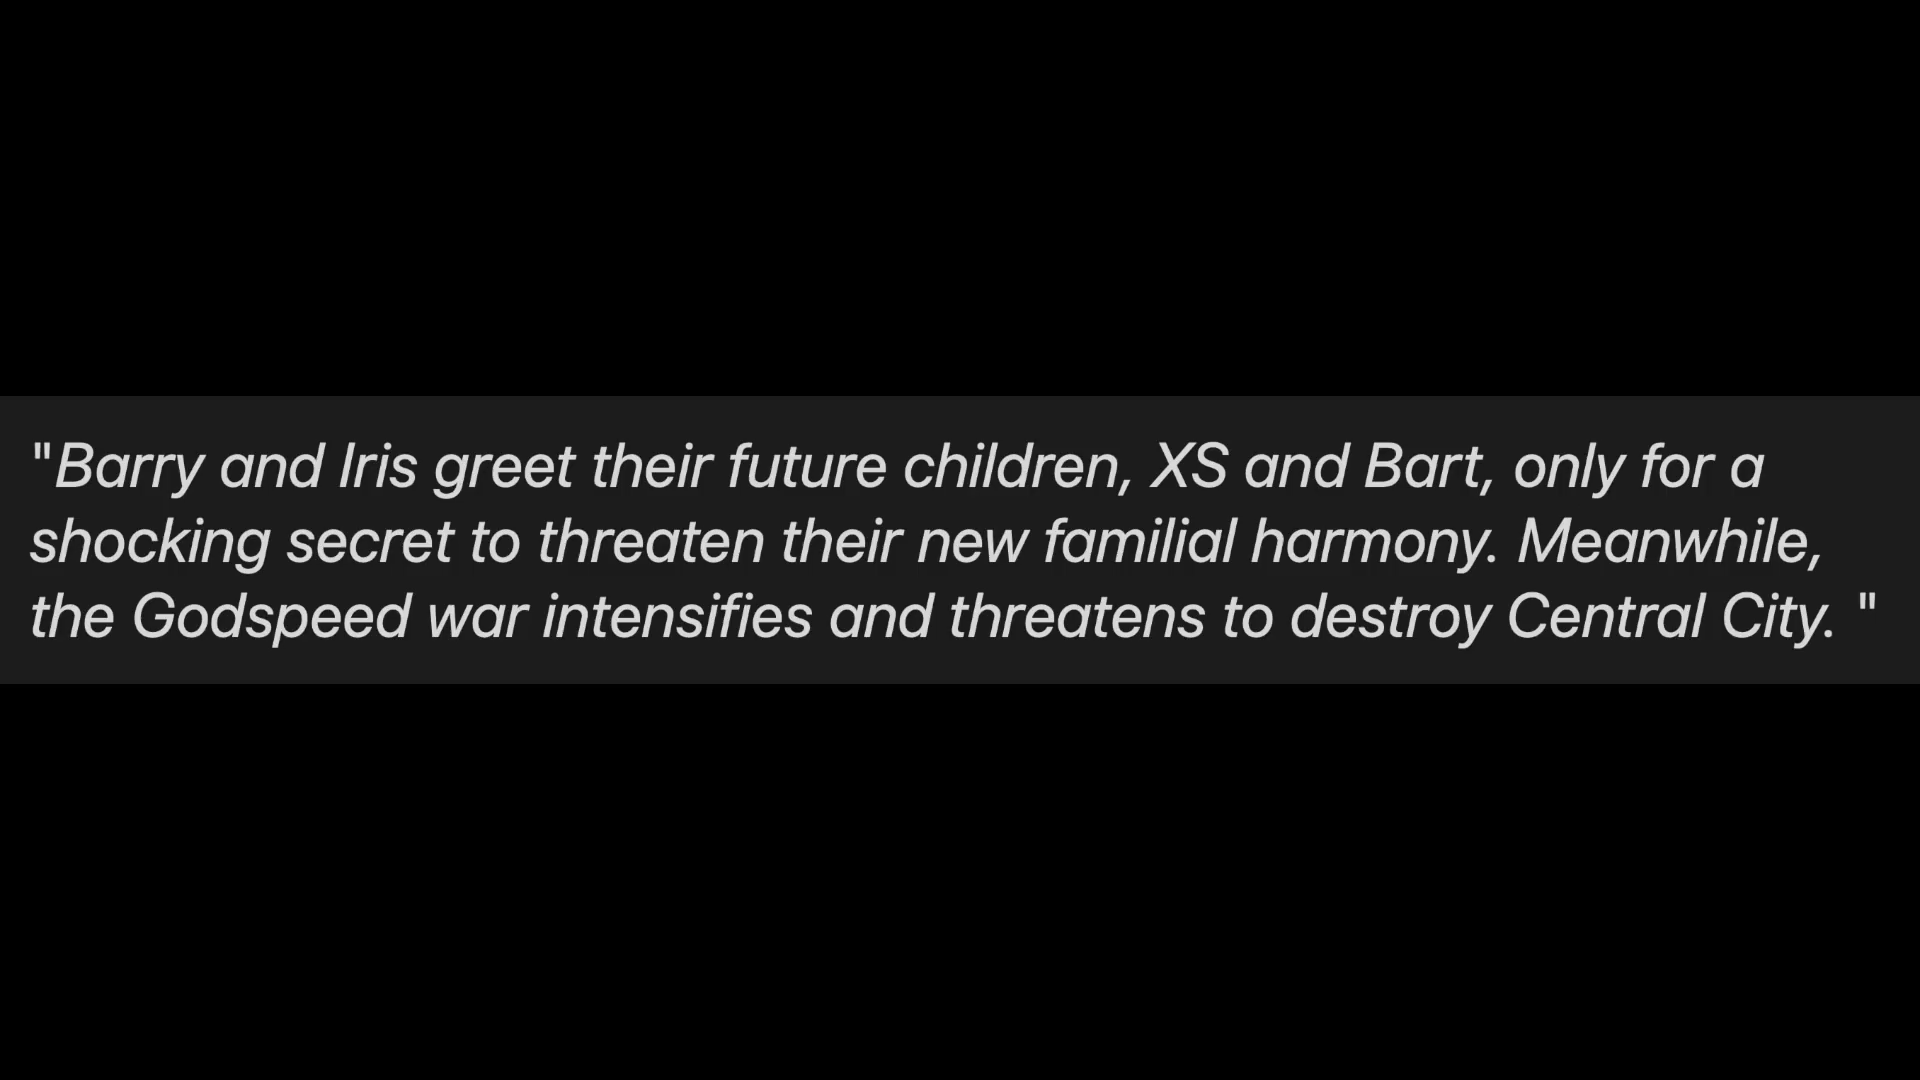 "Barry and Iris greet their future children, XS and Bart, only for a
shocking secret to threaten their new familial harmony. Meanwhile,
the Godspeed war intensifies and threatens to destroy Central City. "